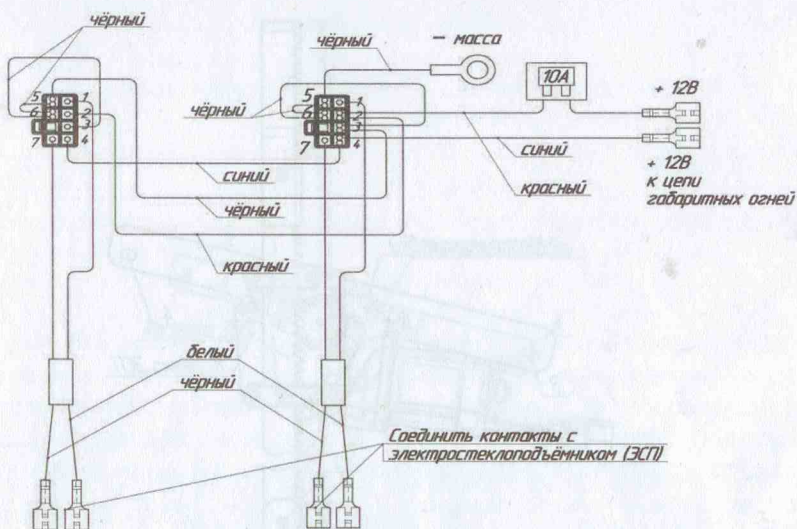 чёрный
чёрный
– масса
10А
+ 12В
5 1
6 2
3
7 4
чёрный
5 1
6 2
3
7 4
синий
+ 12В
к цепи
габаритных огней
красный
синий
чёрный
красный
белый
чёрный
Соединить контакты с
электростеклоподъёмником (ЭСП)